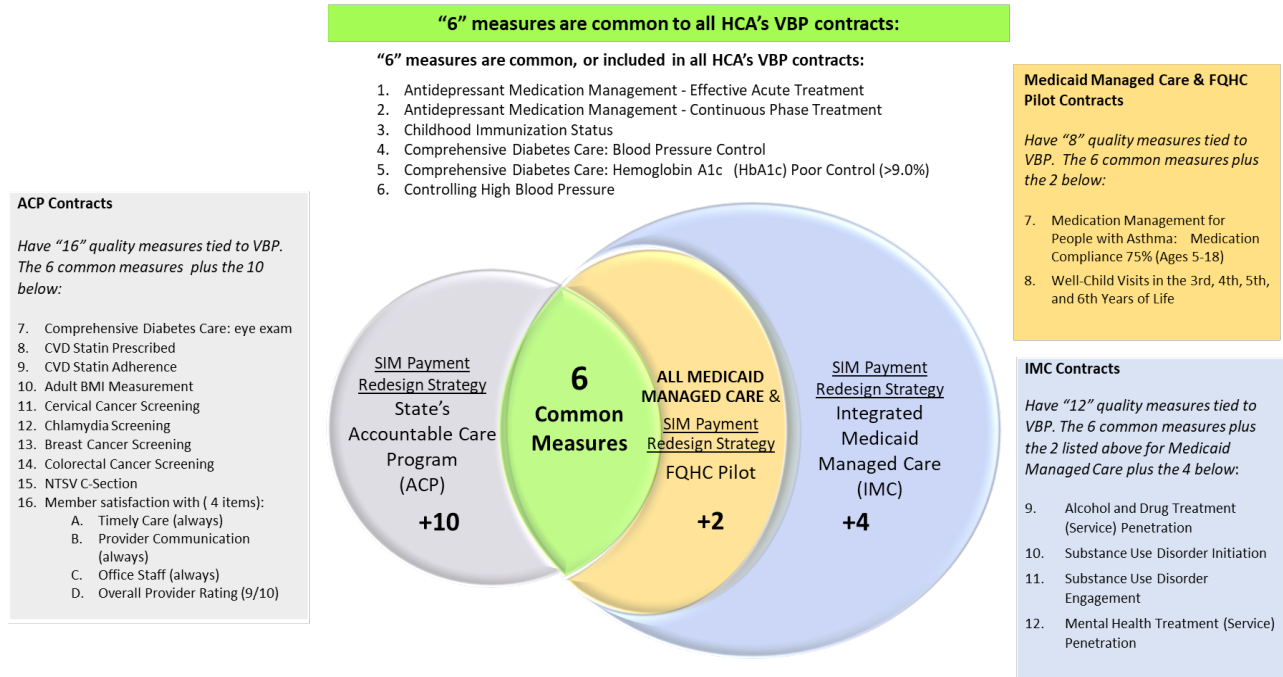 “6” measures are common to all HCA’s VBP contracts:
“6” measures are common, or included in all HCA’s VBP contracts:
1. Antidepressant Medication Management - Effective Acute Treatment
2. Antidepressant Medication Management - Continuous Phase Treatment
3. Childhood Immunization Status
4. Comprehensive Diabetes Care: Blood Pressure Control
5. Comprehensive Diabetes Care: Hemoglobin A1c (HbA1c) Poor Control (>9.0%)
6. Controlling High Blood Pressure
ACP Contracts
Have “16” quality measures tied to VBP.
The 6 common measures plus the 10
below:
7. Comprehensive Diabetes Care: eye exam
8. CVD Statin Prescribed
9. CVD Statin Adherence
10. Adult BMI Measurement
11. Cervical Cancer Screening
12. Chlamydia Screening
13. Breast Cancer Screening
14. Colorectal Cancer Screening
15. NTSV C-Section
16. Member satisfaction with ( 4 items):
A. Timely Care (always)
B. Provider Communication
(always)
C. Office Staff (always)
D. Overall Provider Rating (9/10)
SIM Payment
Redesign Strategy
State’s
Accountable Care
Program
(ACP)
+10
6
Common
Measures
ALL MEDICAID
MANAGED CARE &
SIM Payment
Redesign Strategy
FQHC Pilot
+2
SIM Payment
Redesign Strategy
Integrated
Medicaid
Managed Care
(IMC)
+4
Medicaid Managed Care & FQHC
Pilot Contracts
Have “8” quality measures tied to
VBP. The 6 common measures plus
the 2 below:
7. Medication Management for
People with Asthma: Medication
Compliance 75% (Ages 5-18)
8. Well-Child Visits in the 3rd, 4th, 5th,
and 6th Years of Life
IMC Contracts
Have “12” quality measures tied to
VBP. The 6 common measures plus
the 2 listed above for Medicaid
Managed Care plus the 4 below:
9. Alcohol and Drug Treatment
(Service) Penetration
10. Substance Use Disorder Initiation
11. Substance Use Disorder
Engagement
12. Mental Health Treatment (Service)
Penetration